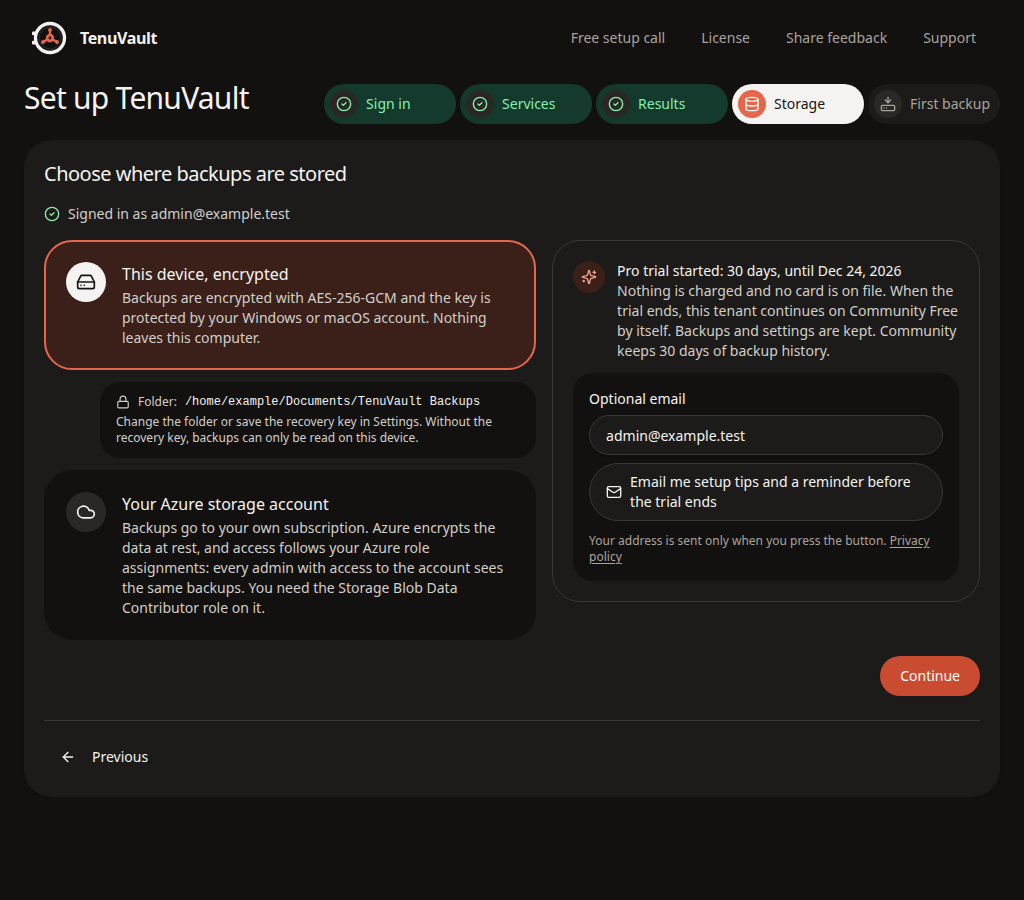 TenuVault
Free setup call
License
Share feedback
Support
Set up TenuVault
Sign in
Services
Results
Storage
First backup
Choose where backups are stored
Signed in as admin@example.test
This device, encrypted
Backups are encrypted with AES-256-GCM and the key is
protected by your Windows or macOS account. Nothing
leaves this computer.
Folder: /home/example/Documents/TenuVault Backups
Change the folder or save the recovery key in Settings. Without the
recovery key, backups can only be read on this device.
Your Azure storage account
Backups go to your own subscription. Azure encrypts the
data at rest, and access follows your Azure role
assignments: every admin with access to the account sees
the same backups. You need the Storage Blob Data
Contributor role on it.
Pro trial started: 30 days, until Dec 24, 2026
Nothing is charged and no card is on file. When the
trial ends, this tenant continues on Community Free
by itself. Backups and settings are kept. Community
keeps 30 days of backup history.
Optional email
admin@example.test
Email me setup tips and a reminder before
the trial ends
Your address is sent only when you press the button. Privacy
policy
Continue
Previous